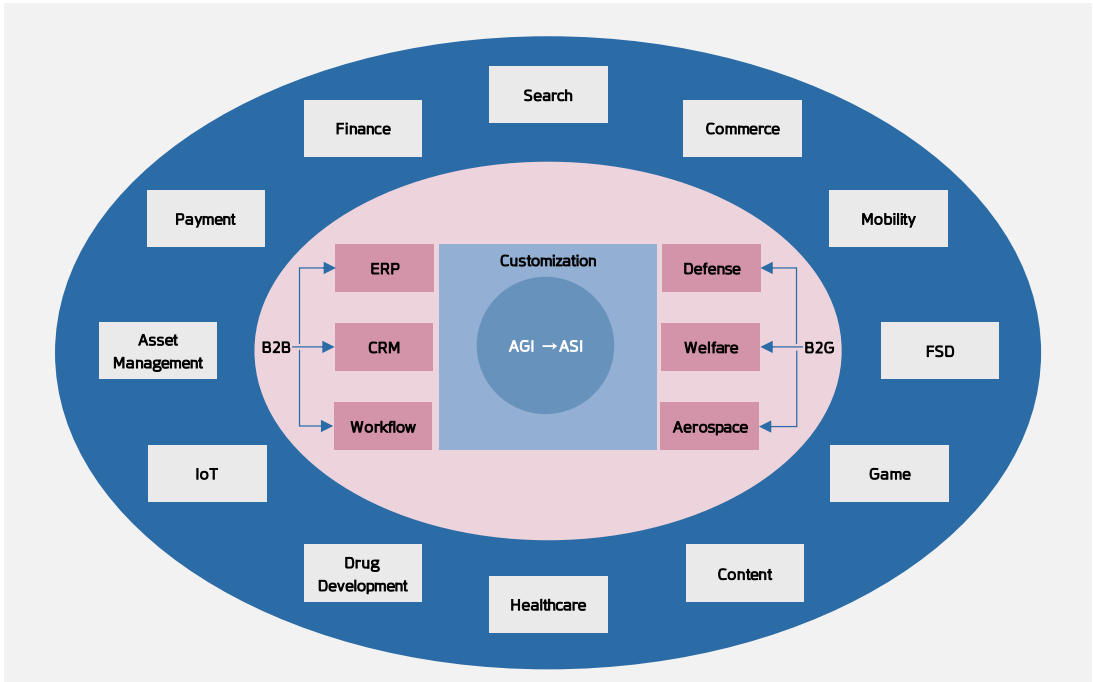 Search
Finance
Commerce
Payment
Mobility
Customization
ERP
Defense
AGI → ASI
B2B
CRM
Welfare
B2G
Asset
Management
FSD
Workflow
Aerospace
IoT
Game
Drug
Development
Content
Healthcare